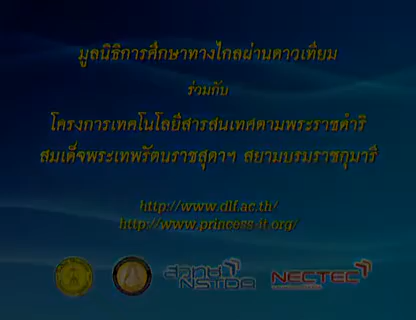 มูลนิธิการศึกษาทางไกลผ่านดาวเทียม
ร่วมกับ
โครงการเทคโนโลยีสารสนเทศตามพระราชดำริ
สมเด็จพระเทพรัตนราชสุดาฯ สยามบรมราชกุมารี
http://www.dlf.ac.th/
http://www.princess-it.org/
สวทช
NSTDA
NECTEC